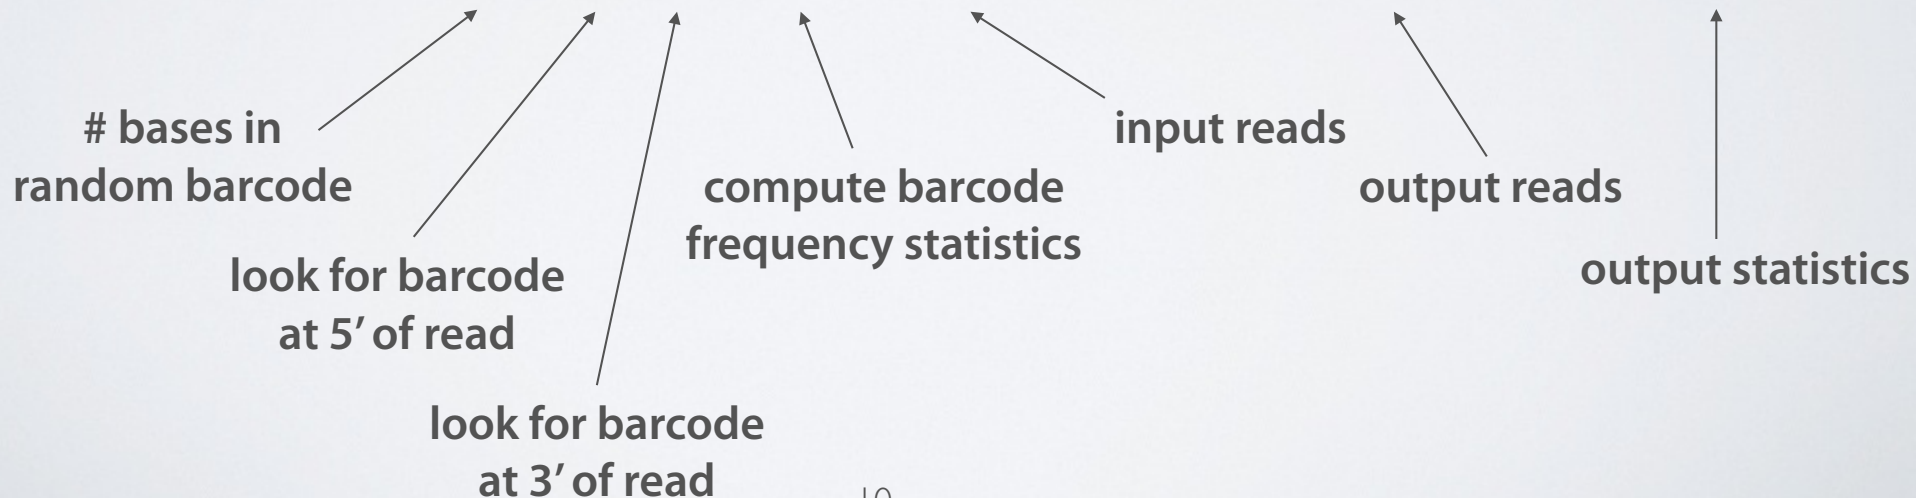 # bases in
random barcode
look for barcode
at 5′ of read
look for barcode
at 3′ of read
compute barcode
frequency statistics
input reads
output reads
output statistics